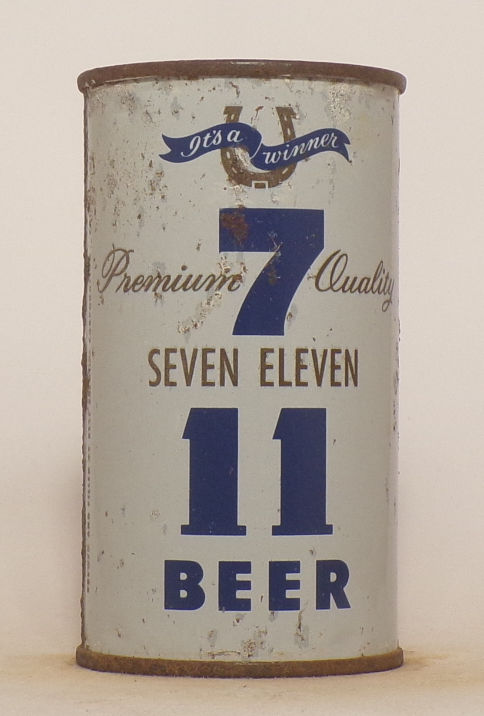 It's a winner
7
Premium Quality
SEVEN ELEVEN
11
BEER